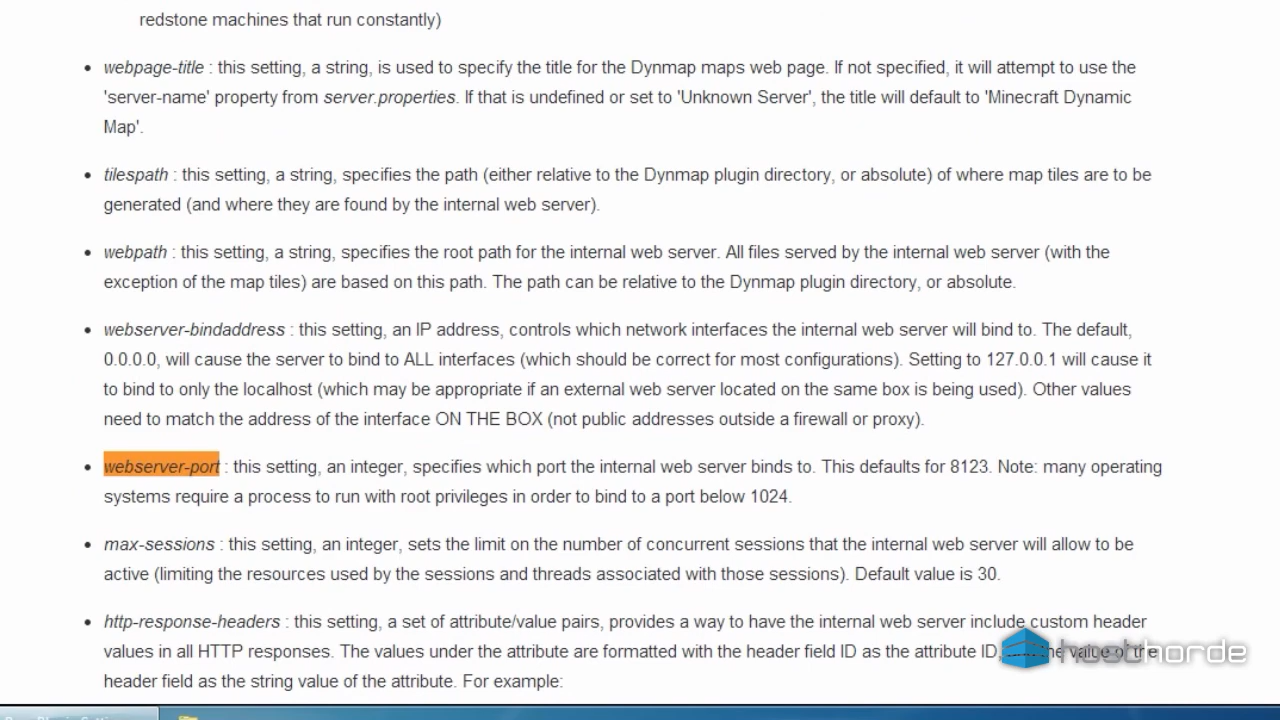 redstone machines that run constantly)
webpage-title : this setting, a string, is used to specify the title for the Dynmap maps web page. If not specified, it will attempt to use the
'server-name' property from server.properties. If that is undefined or set to 'Unknown Server', the title will default to 'Minecraft Dynamic
Map'.
tilespath : this setting, a string, specifies the path (either relative to the Dynmap plugin directory, or absolute) of where map tiles are to be
generated (and where they are found by the internal web server).
webpath : this setting, a string, specifies the root path for the internal web server. All files served by the internal web server (with the
exception of the map tiles) are based on this path. The path can be relative to the Dynmap plugin directory, or absolute.
webserver-bindaddress : this setting, an IP address, controls which network interfaces the internal web server will bind to. The default,
0.0.0.0, will cause the server to bind to ALL interfaces (which should be correct for most configurations). Setting to 127.0.0.1 will cause it
to bind to only the localhost (which may be appropriate if an external web server located on the same box is being used). Other values
need to match the address of the interface ON THE BOX (not public addresses outside a firewall or proxy).
webserver-port : this setting, an integer, specifies which port the internal web server binds to. This defaults for 8123. Note: many operating
systems require a process to run with root privileges in order to bind to a port below 1024.
max-sessions : this setting, an integer, sets the limit on the number of concurrent sessions that the internal web server will allow to be
active (limiting the resources used by the sessions and threads associated with those sessions). Default value is 30.
http-response-headers : this setting, a set of attribute/value pairs, provides a way to have the internal web server include custom header
values in all HTTP responses. The values under the attribute are formatted with the header field ID as the attribute ID, value of the
header field as the string value of the attribute. For example:
hosthorde